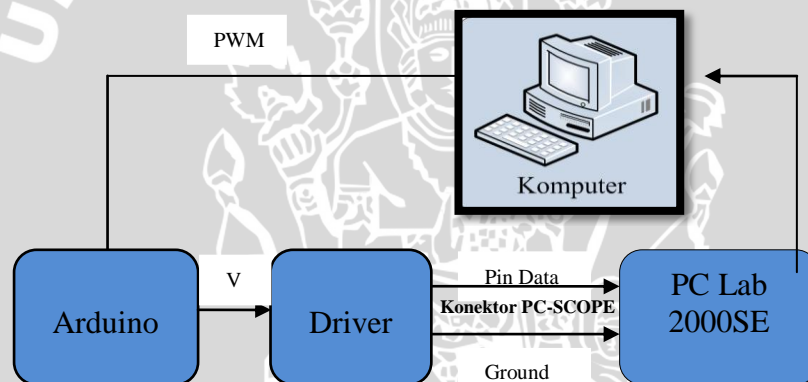 PWM
Komputer
V
Pin Data
Konektor PC-SCOPE
Ground
Arduino
Driver
PC Lab
2000SE